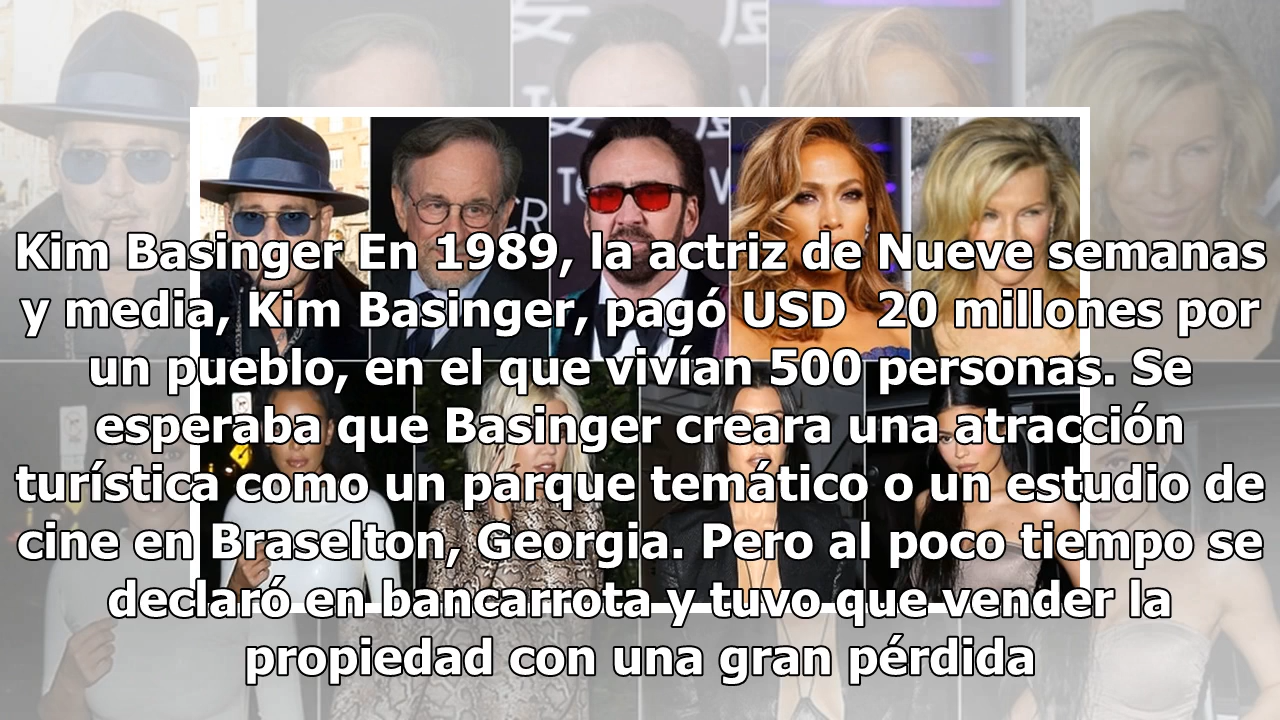 Kim Basinger En 1989, la actriz de Nueve semanas
y media, Kim Basinger, pagó USD  20 millones por
un pueblo, en el que vivían 500 personas. Se
esperaba que Basinger creara una atracción
turística como un parque temático o un estudio de
cine en Braselton, Georgia. Pero al poco tiempo se
declaró en bancarrota y tuvo que vender la
propiedad con una gran pérdida